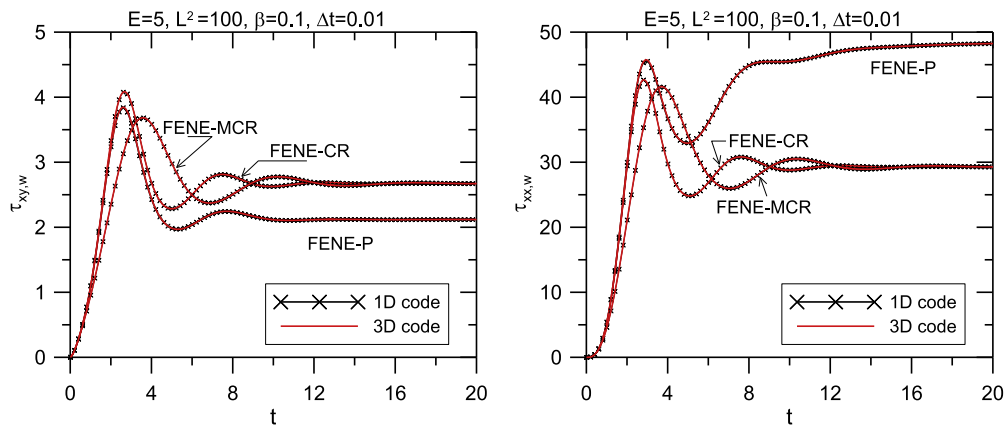 E=5, L²=100, β=0.1, Δt=0.01
5
4
3
2
1
0
τxy,w
FENE-MCR
FENE-CR
FENE-P
1D code
3D code
0 4 8 12 16 20
t
E=5, L²=100, β=0.1, Δt=0.01
50
40
30
20
10
0
τxx,w
FENE-P
FENE-CR
FENE-MCR
1D code
3D code
0 4 8 12 16 20
t